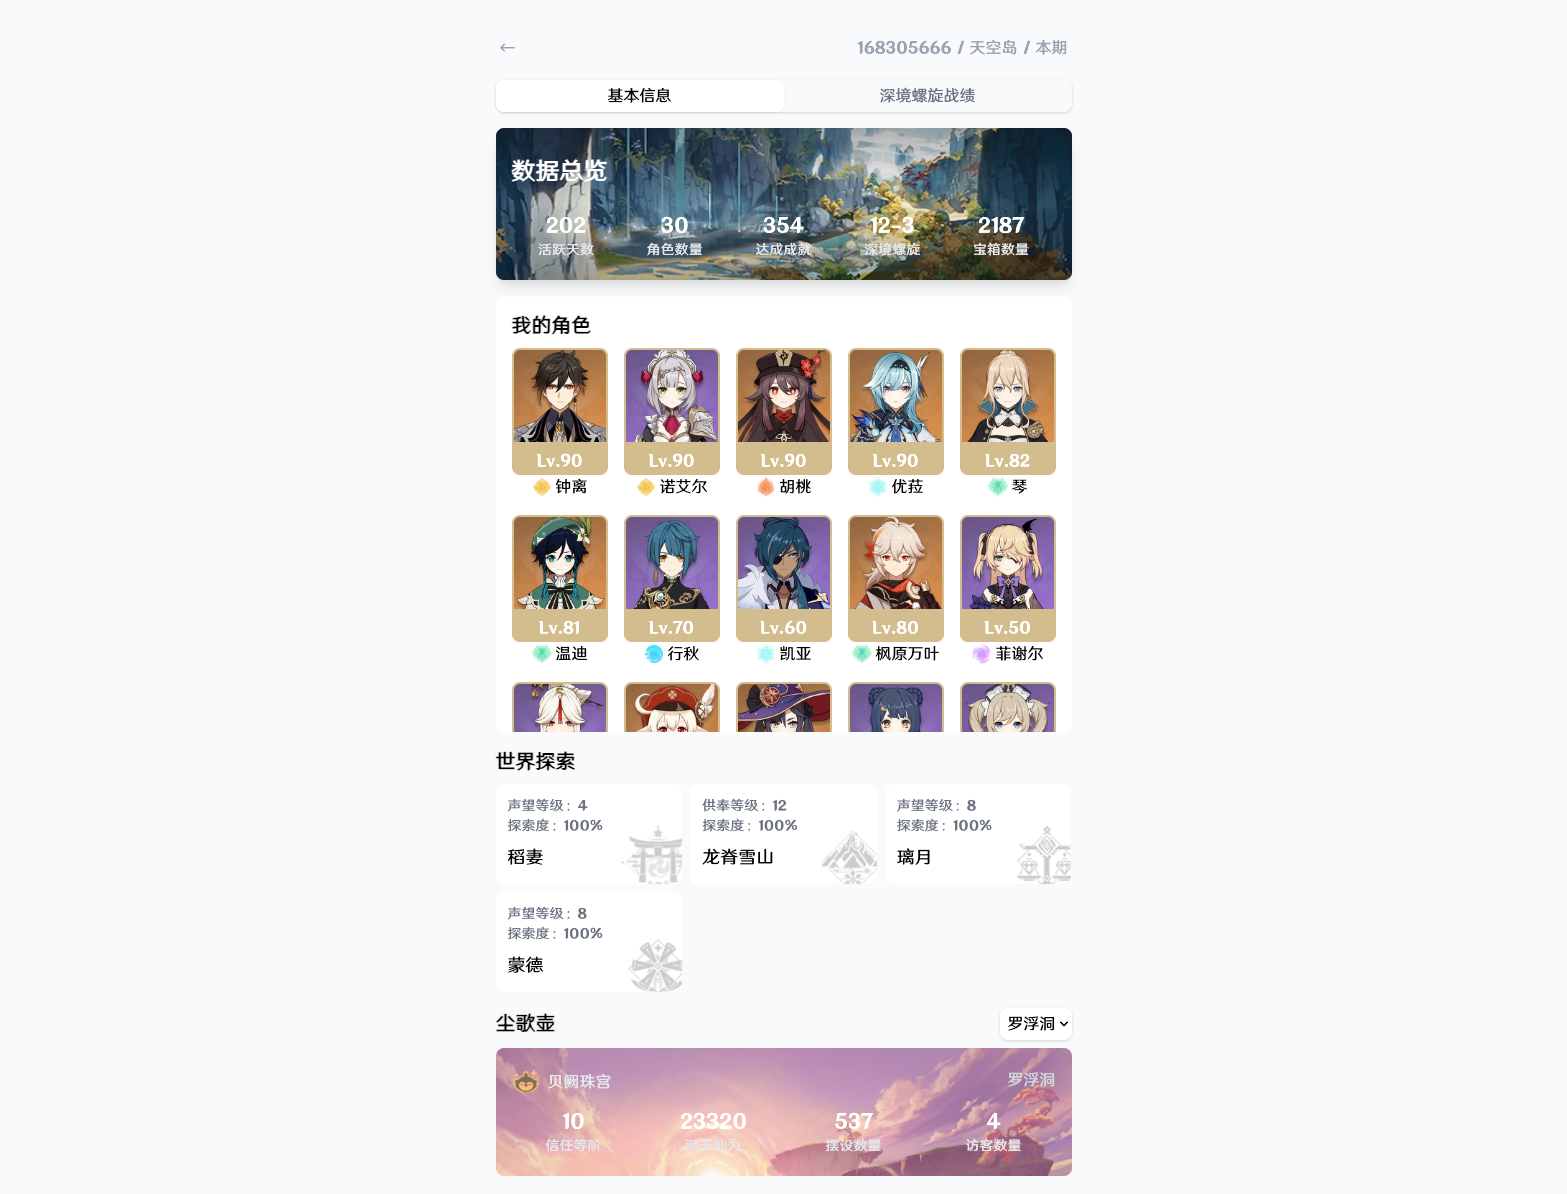 ←
168305666 / 天空岛 / 本期
基本信息 深境螺旋战绩
数据总览
202 30 354 12-3 2187
活跃天数 角色数量 达成成就 深境螺旋 宝箱数量
我的角色
Lv.90 Lv.90 Lv.90 Lv.90 Lv.82
钟离 诺艾尔 胡桃 优菈 琴
Lv.81 Lv.70 Lv.60 Lv.80 Lv.50
温迪 行秋 凯亚 枫原万叶 菲谢尔
世界探索
声望等级： 4
探索度： 100%
稻妻
供奉等级： 12
探索度： 100%
龙脊雪山
声望等级： 8
探索度： 100%
璃月
声望等级： 8
探索度： 100%
蒙德
尘歌壶 罗浮洞
贝阙珠宫 罗浮洞
10 23320 537 4
信任等阶 洞天仙力 摆设数量 访客数量